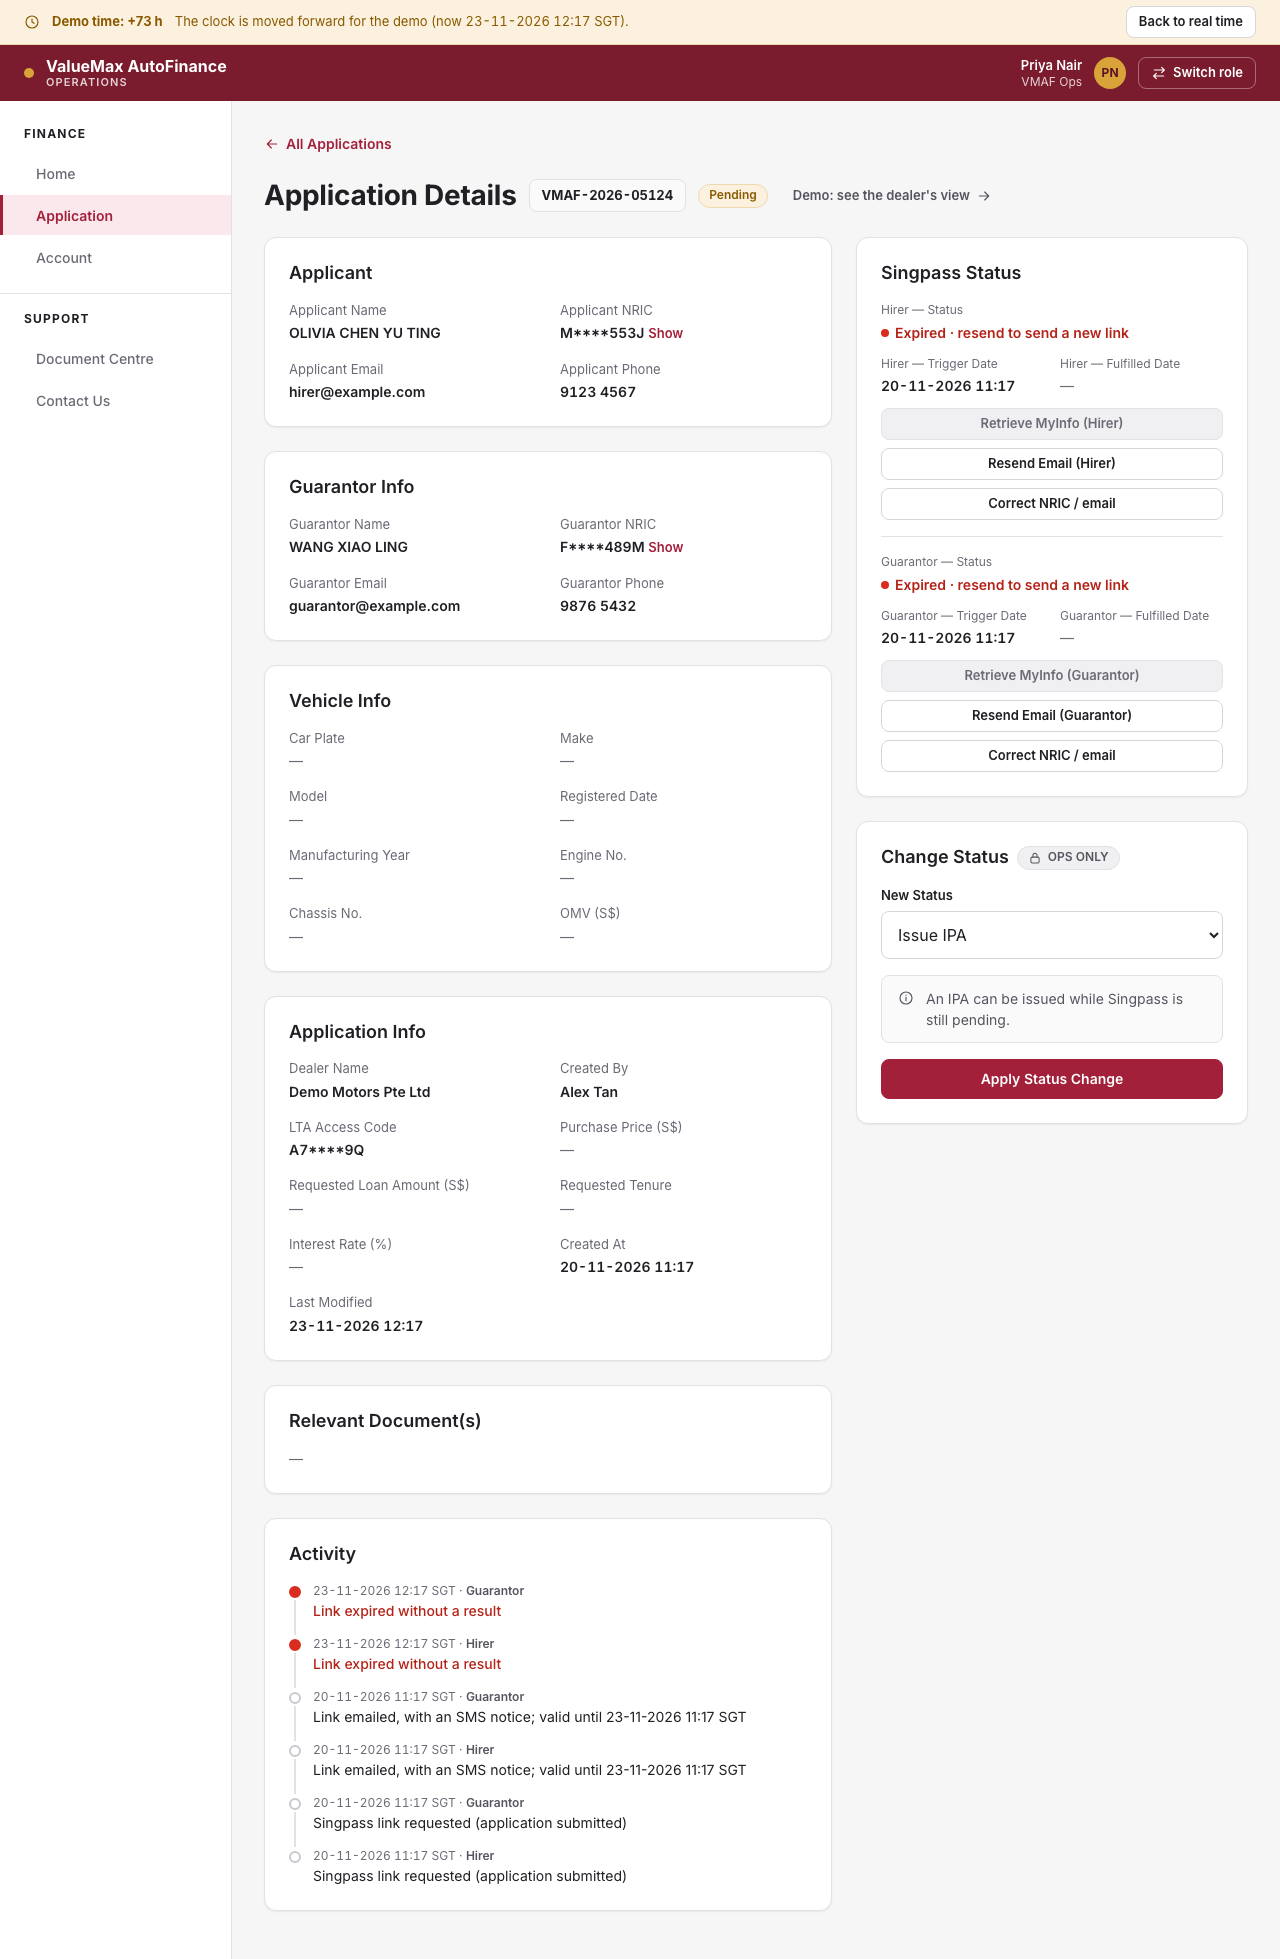 Demo time: +73 h The clock is moved forward for the demo (now 23-11-2026 12:17 SGT).
Back to real time
ValueMax AutoFinance
OPERATIONS
Priya Nair
VMAF Ops
PN
Switch role
FINANCE
Home
Application
Account
SUPPORT
Document Centre
Contact Us
← All Applications
Application Details
VMAF-2026-05124
Pending
Demo: see the dealer's view →
Applicant
Applicant Name
OLIVIA CHEN YU TING
Applicant NRIC
M****553J Show
Applicant Email
hirer@example.com
Applicant Phone
9123 4567
Guarantor Info
Guarantor Name
WANG XIAO LING
Guarantor NRIC
F****489M Show
Guarantor Email
guarantor@example.com
Guarantor Phone
9876 5432
Vehicle Info
Car Plate
—
Make
—
Model
—
Registered Date
—
Manufacturing Year
—
Engine No.
—
Chassis No.
—
OMV (S$)
—
Application Info
Dealer Name
Demo Motors Pte Ltd
Created By
Alex Tan
LTA Access Code
A7****9Q
Purchase Price (S$)
—
Requested Loan Amount (S$)
—
Requested Tenure
—
Interest Rate (%)
—
Created At
20-11-2026 11:17
Last Modified
23-11-2026 12:17
Relevant Document(s)
—
Activity
23-11-2026 12:17 SGT · Guarantor
Link expired without a result
23-11-2026 12:17 SGT · Hirer
Link expired without a result
20-11-2026 11:17 SGT · Guarantor
Link emailed, with an SMS notice; valid until 23-11-2026 11:17 SGT
20-11-2026 11:17 SGT · Hirer
Link emailed, with an SMS notice; valid until 23-11-2026 11:17 SGT
20-11-2026 11:17 SGT · Guarantor
Singpass link requested (application submitted)
20-11-2026 11:17 SGT · Hirer
Singpass link requested (application submitted)
Singpass Status
Hirer — Status
Expired · resend to send a new link
Hirer — Trigger Date
20-11-2026 11:17
Hirer — Fulfilled Date
—
Retrieve MyInfo (Hirer)
Resend Email (Hirer)
Correct NRIC / email
Guarantor — Status
Expired · resend to send a new link
Guarantor — Trigger Date
20-11-2026 11:17
Guarantor — Fulfilled Date
—
Retrieve MyInfo (Guarantor)
Resend Email (Guarantor)
Correct NRIC / email
Change Status
OPS ONLY
New Status
Issue IPA
An IPA can be issued while Singpass is
still pending.
Apply Status Change